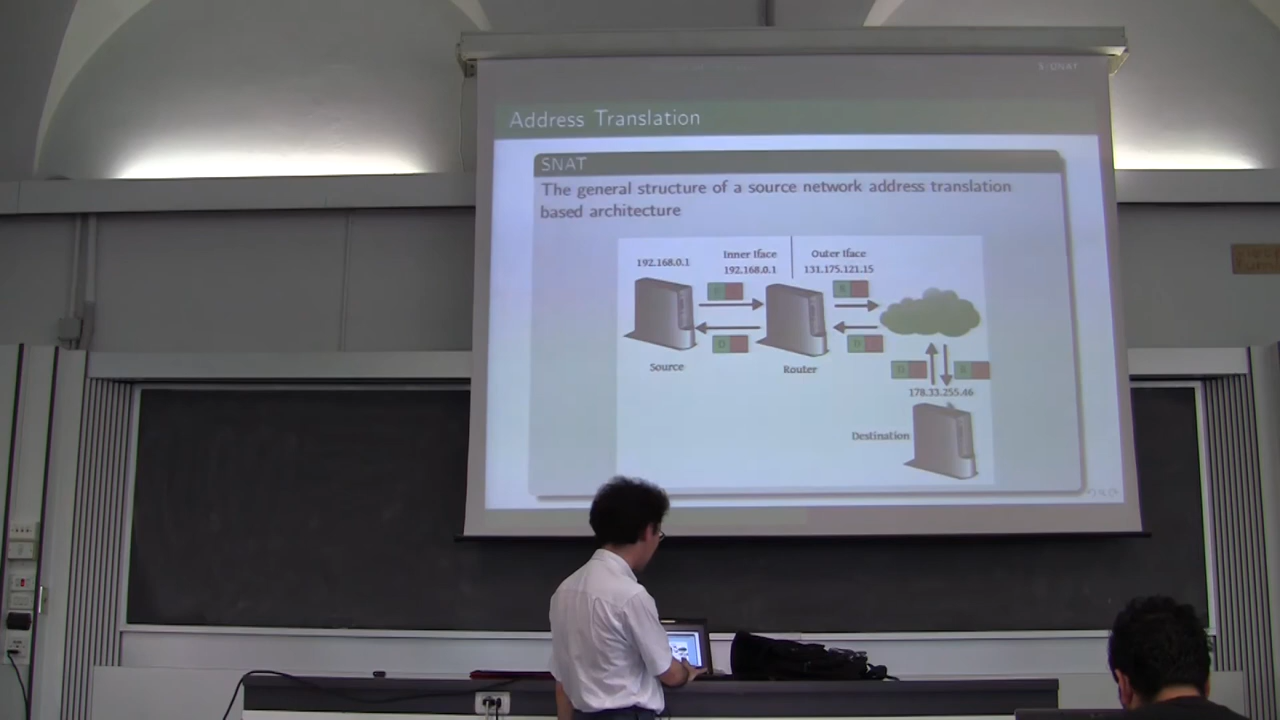 Address Translation
SNAT
The general structure of a source network address translation
based architecture
192.168.0.1
Inner Iface
192.168.0.1
Outer Iface
131.175.121.15
S
D
D
Source
Router
178.33.255.46
Destination